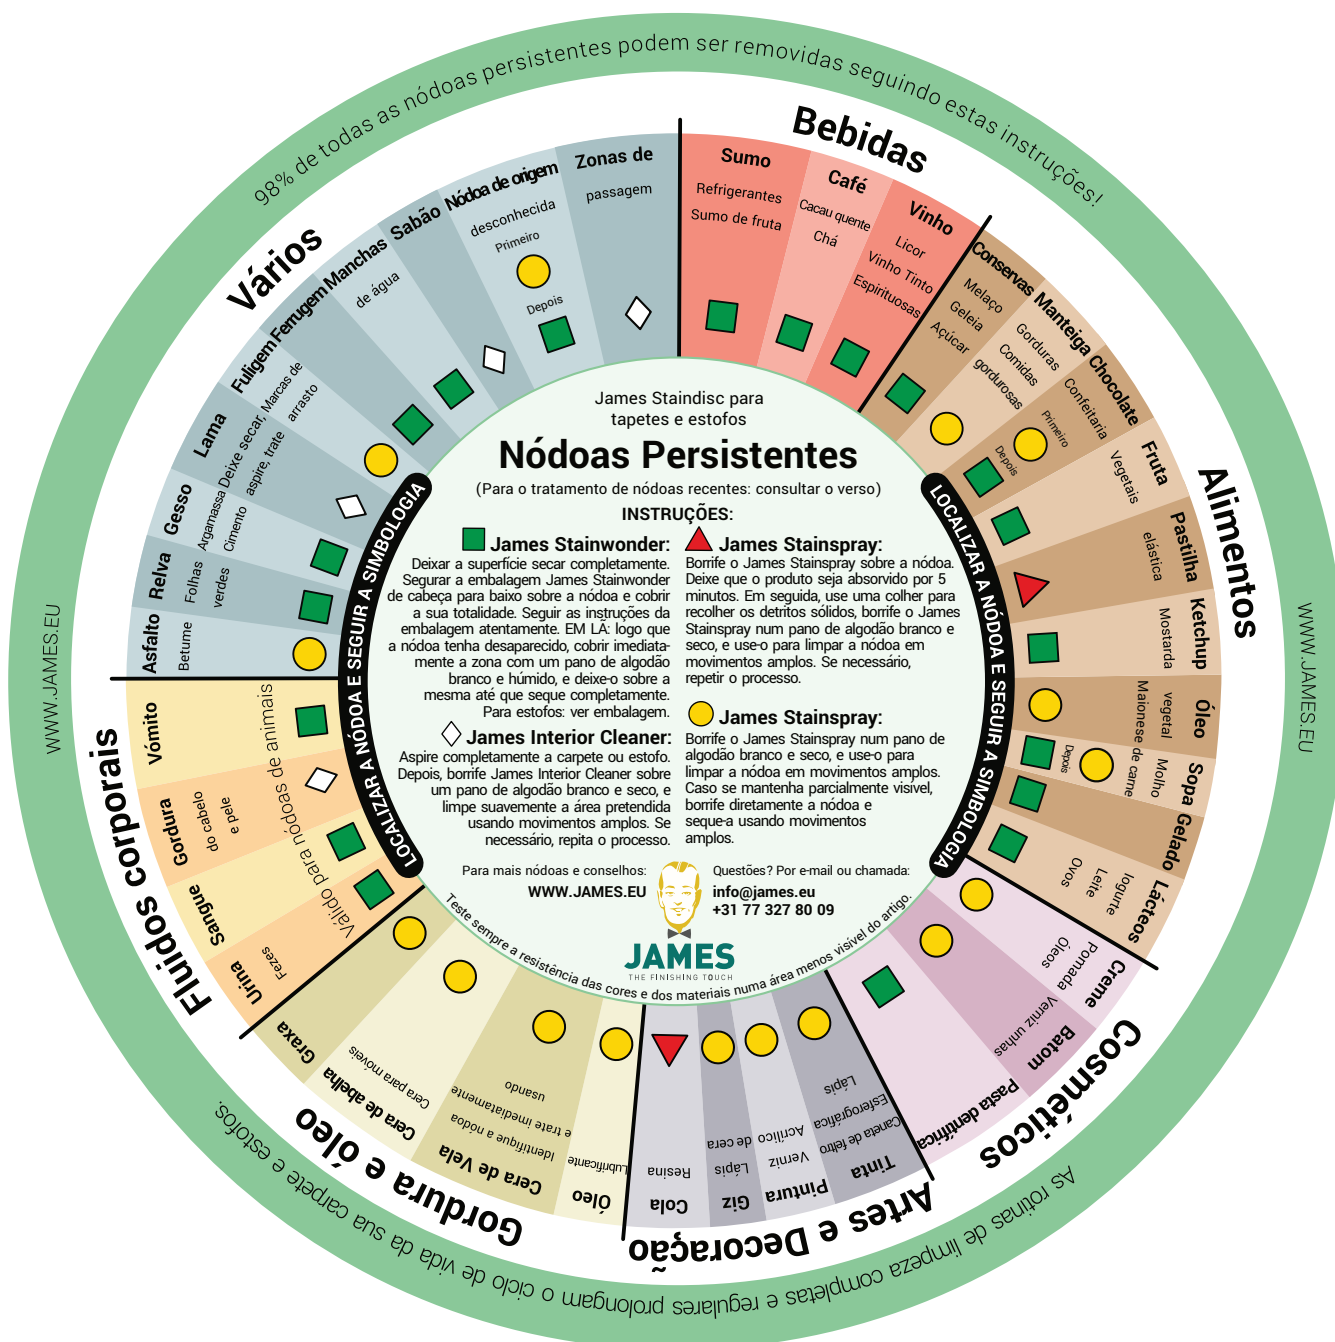 98% de todas as nódoas persistentes podem ser removidas seguindo estas instruções!
WWW.JAMES.EU
WWW.JAMES.EU
As rotinas de limpeza completas e regulares prolongam o ciclo de vida da sua carpete e estofos.
Bebidas
Sumo
Refrigerantes
Sumo de fruta
Café
Cacau quente
Chá
Vinho
Licor
Vinho Tinto
Espirituosas
Alimentos
Conservas
Melaço
Geleia
Açúcar
Manteiga
Gorduras
Comidas
gordurosas
Chocolate
Confeitaria
Primeiro
Depois
Fruta
Vegetais
Pastilha
elástica
Ketchup
Mostarda
Óleo
vegetal
Maionese
Sopa
Molho
de carne
Depois
Gelado
Lácteos
Iogurte
Leite
Ovos
Cosméticos
Creme
Pomada
Óleos
Batom
Verniz unhas
Pasta dentífrica
Artes e Decoração
Tinta
Caneta de feltro
Esferográfica
Lápis
Pintura
Verniz
Acrílico
Giz
Lápis
de cera
Cola
Resina
Gordura e óleo
Óleo
Lubrificante
Cera de Vela
Identifique a nódoa
e trate imediatamente
usando
Cera de abelha
Cera para móveis
Graxa
Fluidos corporais
Urina
Fezes
Sangue
Gordura
do cabelo
e pele
Vómito
Válido para nódoas de animais
Vários
Asfalto
Betume
Relva
Folhas
verdes
Gesso
Argamassa
Cimento
Lama
Deixe secar,
aspire, trate
Fuligem
Marcas de
arrasto
Ferrugem
Manchas
de água
Sabão
Nódoa de origem
desconhecida
Primeiro
Depois
Zonas de
passagem
LOCALIZAR A NÓDOA E SEGUIR A SIMBOLOGIA
LOCALIZAR A NÓDOA E SEGUIR A SIMBOLOGIA
James Staindisc para
tapetes e estofos
Nódoas Persistentes
(Para o tratamento de nódoas recentes: consultar o verso)
INSTRUÇÕES:
James Stainwonder:
Deixar a superfície secar completamente.
Segurar a embalagem James Stainwonder
de cabeça para baixo sobre a nódoa e cobrir
a sua totalidade. Seguir as instruções da
embalagem atentamente. EM LÃ: logo que
a nódoa tenha desaparecido, cobrir imediata-
mente a zona com um pano de algodão
branco e húmido, e deixe-o sobre a
mesma até que seque completamente.
Para estofos: ver embalagem.
James Interior Cleaner:
Aspire completamente a carpete ou estofo.
Depois, borrife James Interior Cleaner sobre
um pano de algodão branco e seco, e
limpe suavemente a área pretendida
usando movimentos amplos. Se
necessário, repita o processo.
James Stainspray:
Borrife o James Stainspray sobre a nódoa.
Deixe que o produto seja absorvido por 5
minutos. Em seguida, use uma colher para
recolher os detritos sólidos, borrife o James
Stainspray num pano de algodão branco e
seco, e use-o para limpar a nódoa em
movimentos amplos. Se necessário,
repetir o processo.
James Stainspray:
Borrife o James Stainspray num pano de
algodão branco e seco, e use-o para
limpar a nódoa em movimentos amplos.
Caso se mantenha parcialmente visível,
borrife diretamente a nódoa e
seque-a usando movimentos
amplos.
Para mais nódoas e conselhos:
WWW.JAMES.EU
Questões? Por e-mail ou chamada:
info@james.eu
+31 77 327 80 09
JAMES
THE FINISHING TOUCH
Teste sempre a resistência das cores e dos materiais numa área menos visível do artigo.